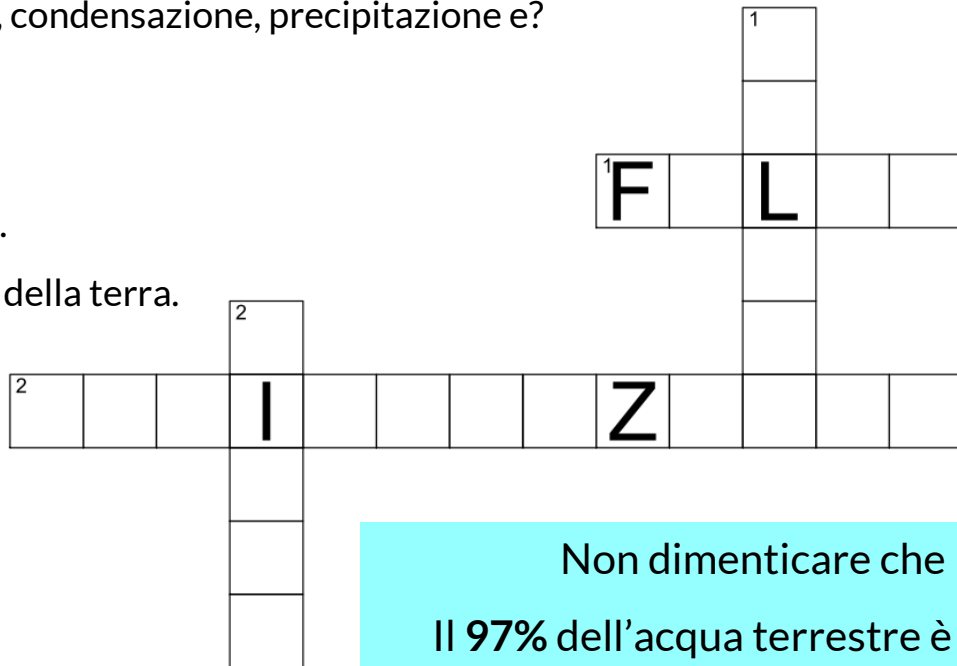 , condensazione, precipitazione e?
1
1 F L
.
della terra.
2
2 I Z
Non dimenticare che
Il 97% dell’acqua terrestre è